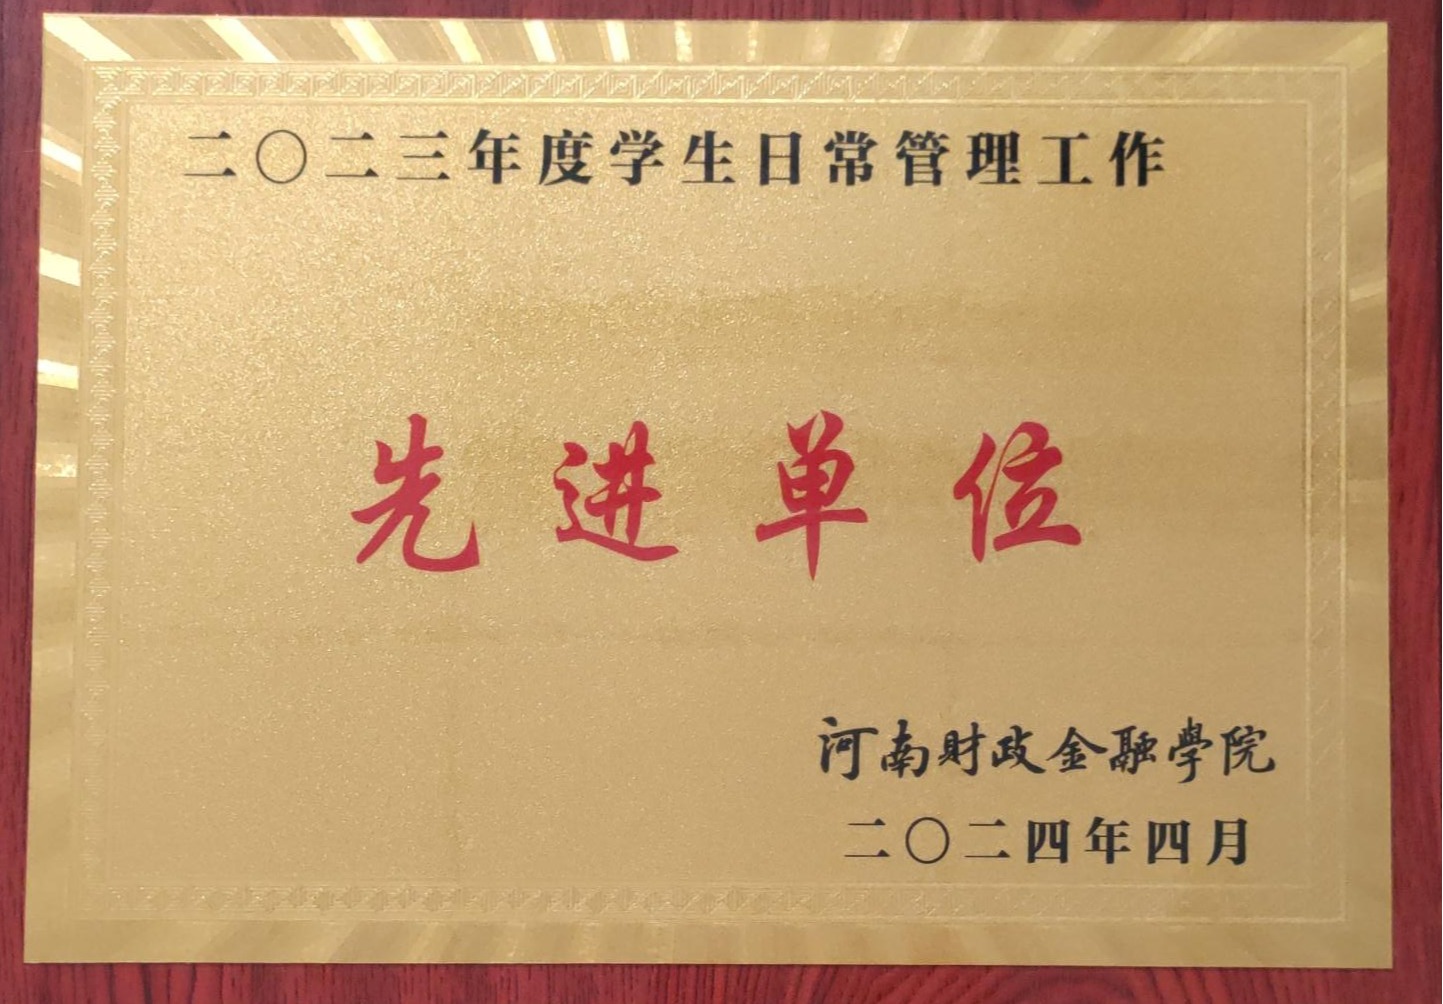 二〇二三年度学生日常管理工作
先进单位
河南财政金融學院
二〇二四年四月